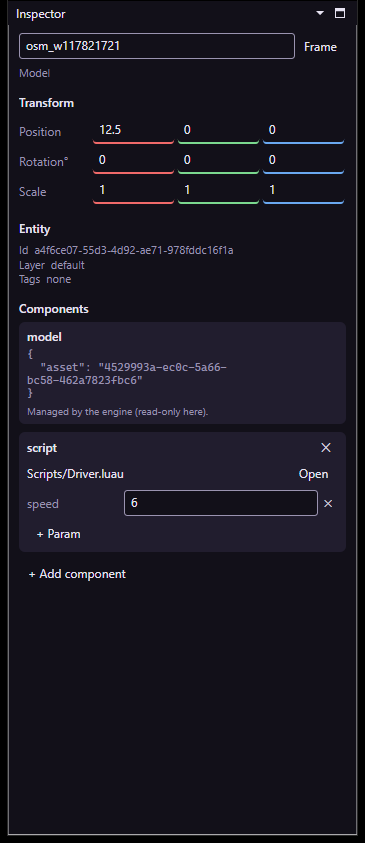 Inspector
osm_w117821721 Frame
Model
Transform
Position 12.5 0 0
Rotation° 0 0 0
Scale 1 1 1
Entity
Id a4f6ce07-55d3-4d92-ae71-978fddc16f1a
Layer default
Tags none
Components
model
{
"asset": "4529993a-ec0c-5a66-
bc58-462a7823fbc6"
}
Managed by the engine (read-only here).
script
Scripts/Driver.luau Open
speed 6
+ Param
+ Add component